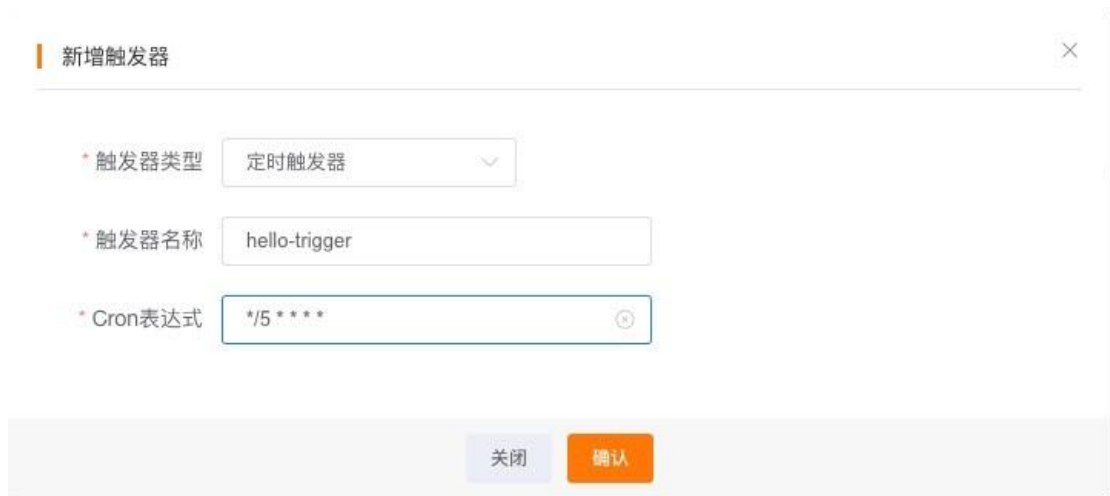 新增触发器
* 触发器类型 定时触发器
* 触发器名称 hello-trigger
* Cron表达式 */5 * * * *
关闭 确认